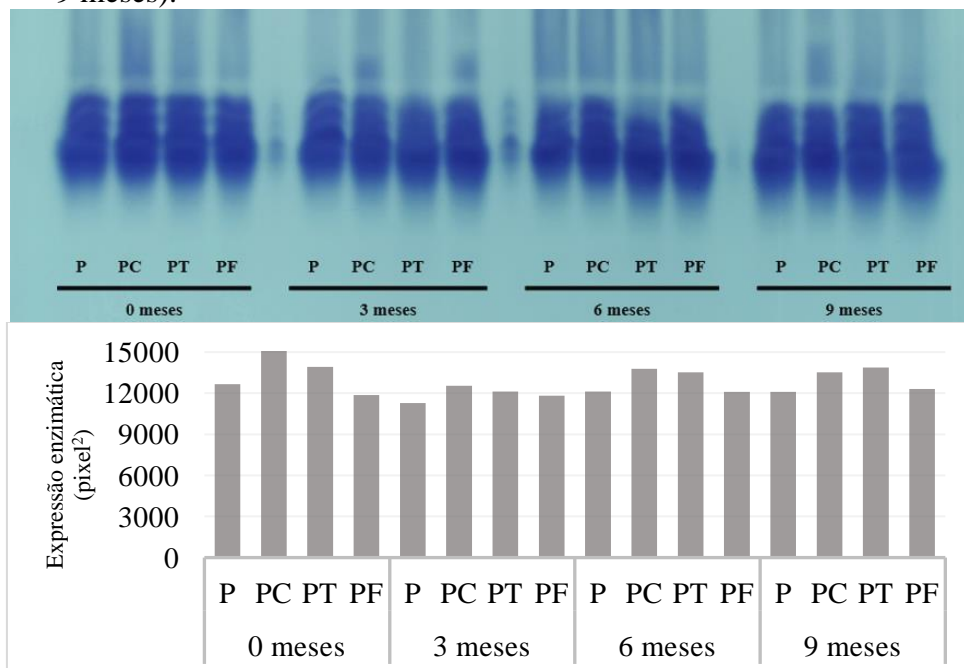 9 meses).
P PC PT PF P PC PT PF P PC PT PF P PC PT PF
0 meses 3 meses 6 meses 9 meses
Expressão enzimática
(pixel²)
15000
12000
9000
6000
3000
0
P PC PT PF P PC PT PF P PC PT PF P PC PT PF
0 meses 3 meses 6 meses 9 meses